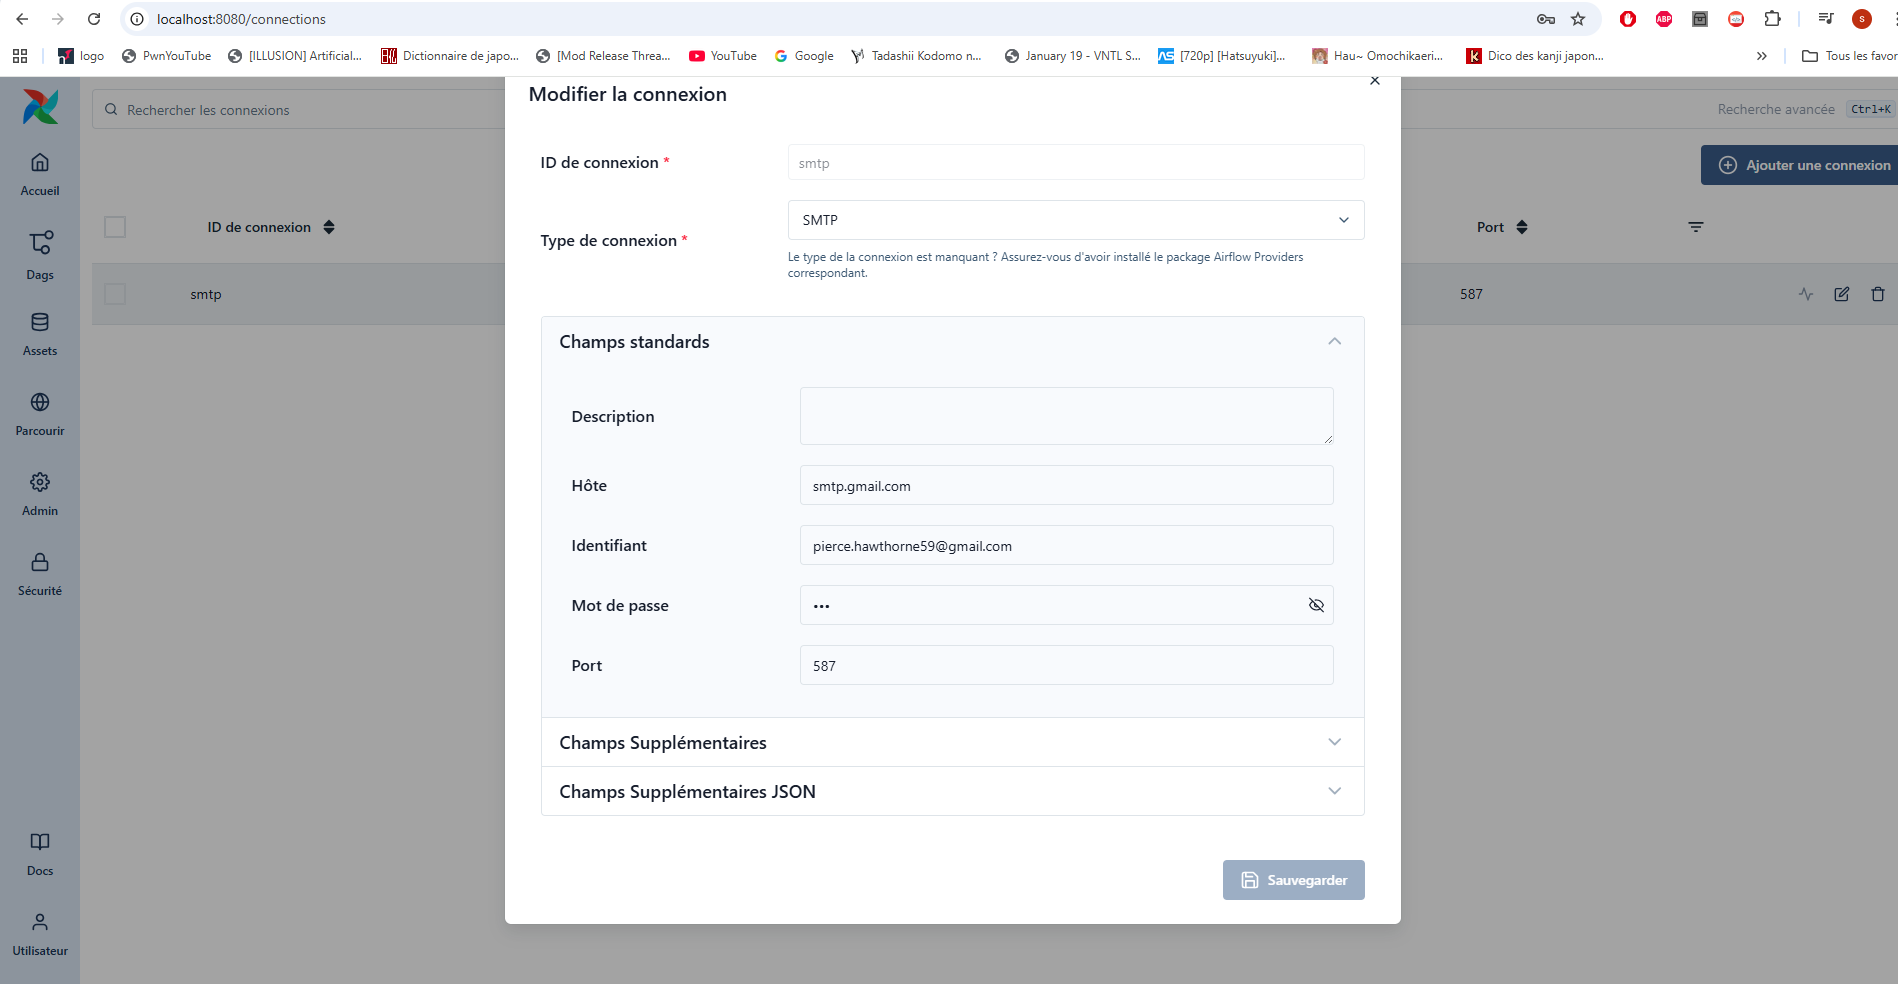 localhost:8080/connections
ABP
S
logo
PwnYouTube
[ILLUSION] Artificial...
Dictionnaire de japo...
[Mod Release Threa...
YouTube
Google
Tadashii Kodomo n...
January 19 - VNTL S...
[720p] [Hatsuyuki]...
Hau~ Omochikaeri...
Dico des kanji japon...
Tous les favor
Rechercher les connexions
Recherche avancée
Ctrl+K
Ajouter une connexion
Accueil
Dags
Assets
Parcourir
Admin
Sécurité
Docs
Utilisateur
ID de connexion
Port
smtp
587
Modifier la connexion
ID de connexion *
smtp
Type de connexion *
SMTP
Le type de la connexion est manquant ? Assurez-vous d'avoir installé le package Airflow Providers
correspondant.
Champs standards
Description
Hôte
smtp.gmail.com
Identifiant
pierce.hawthorne59@gmail.com
Mot de passe
•••
Port
587
Champs Supplémentaires
Champs Supplémentaires JSON
Sauvegarder